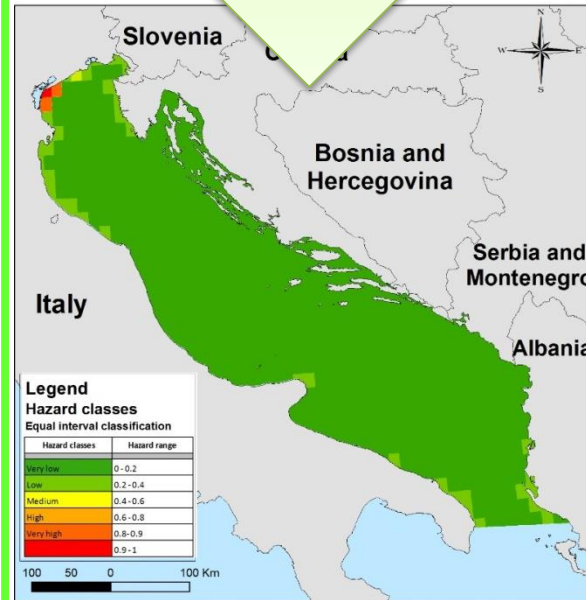 Slovenia
N
W E
S
Bosnia and
Hercegovina
Serbia and
Montenegro
Italy
Albania
Legend
Hazard classes
Equal interval classification
Hazard classes Hazard range
Very low 0 - 0.2
Low 0.2 - 0.4
Medium 0.4 - 0.6
High 0.6 - 0.8
Very high 0.8 - 0.9
0.9 - 1
100 50 0 100 Km